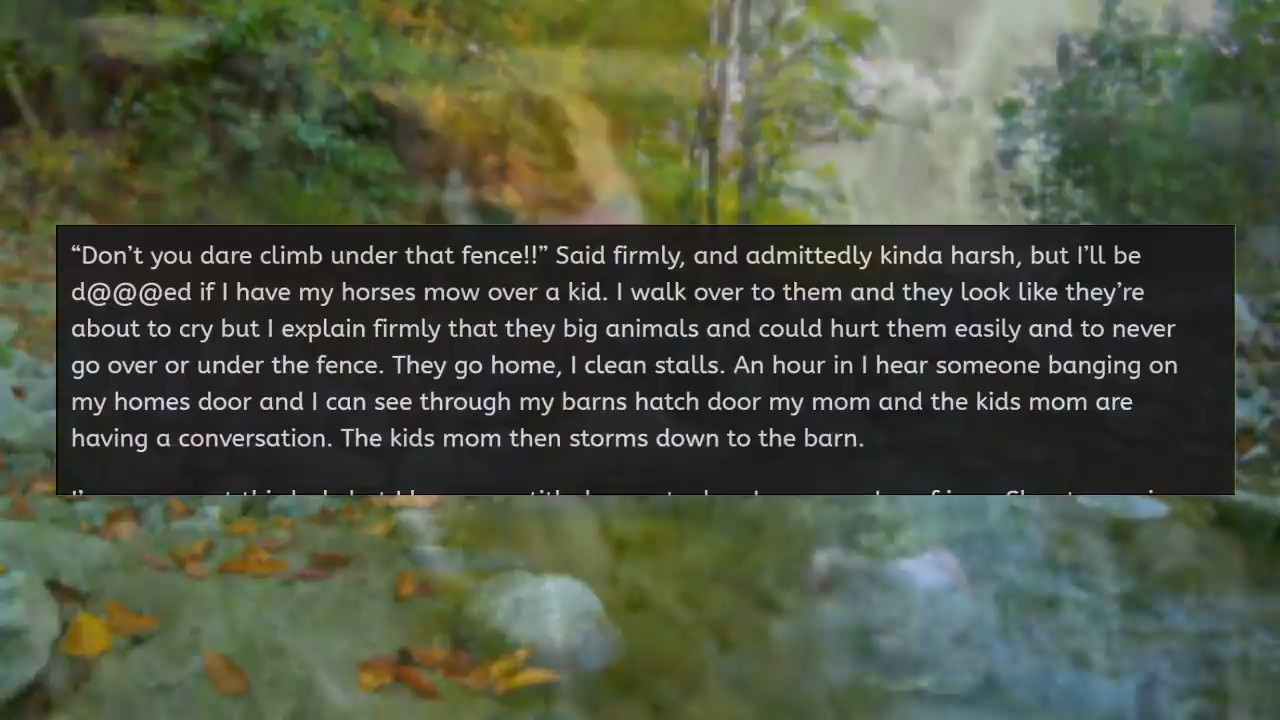 “Don’t you dare climb under that fence!!” Said firmly, and admittedly kinda harsh, but I’ll be
d@@@ed if I have my horses mow over a kid. I walk over to them and they look like they’re
about to cry but I explain firmly that they big animals and could hurt them easily and to never
go over or under the fence. They go home, I clean stalls. An hour in I hear someone banging on
my homes door and I can see through my barns hatch door my mom and the kids mom are
having a conversation. The kids mom then storms down to the barn.